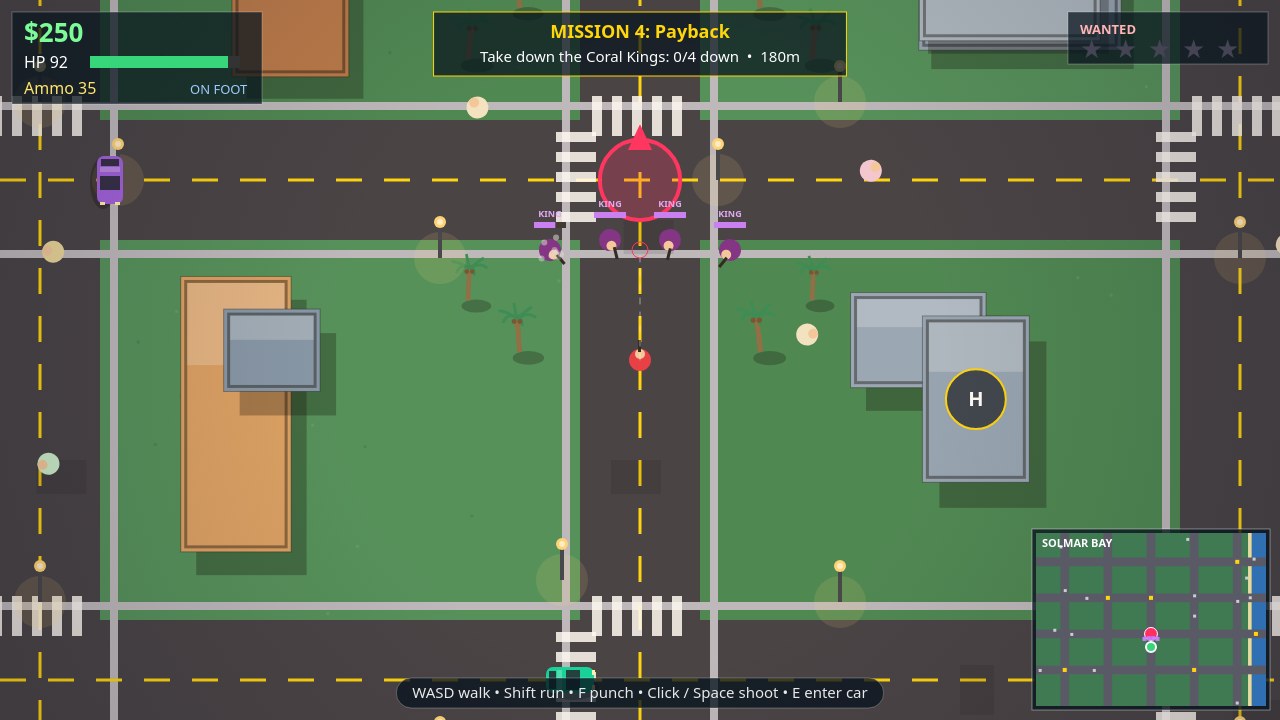 $250
HP 92
Ammo 35
ON FOOT
MISSION 4: Payback
Take down the Coral Kings: 0/4 down • 180m
WANTED
KING
KING
KING
KING
H
SOLMAR BAY
WASD walk • Shift run • F punch • Click / Space shoot • E enter car